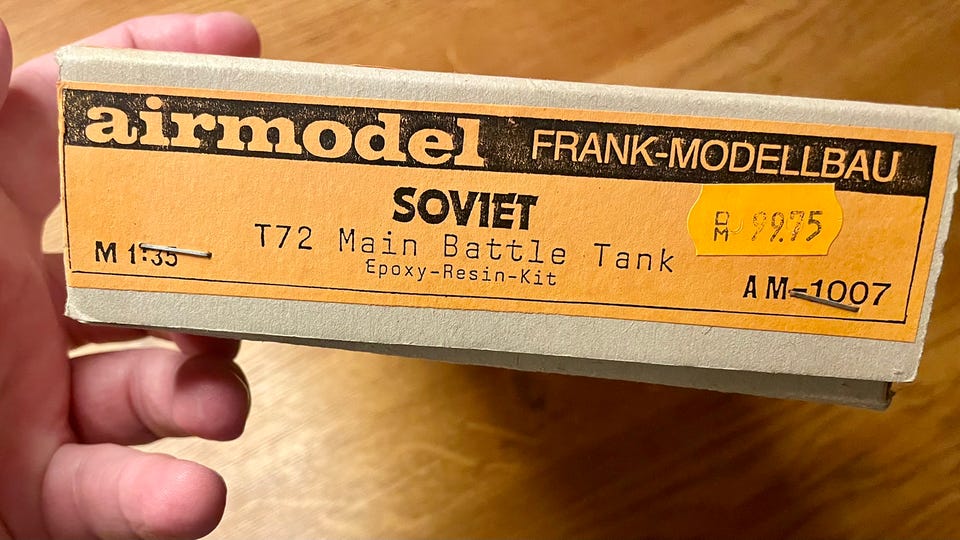 airmodel FRANK-MODELLBAU
SOVIET
T72 Main Battle Tank
Epoxy-Resin-Kit
M 1:35
DM 99.75
AM-1007